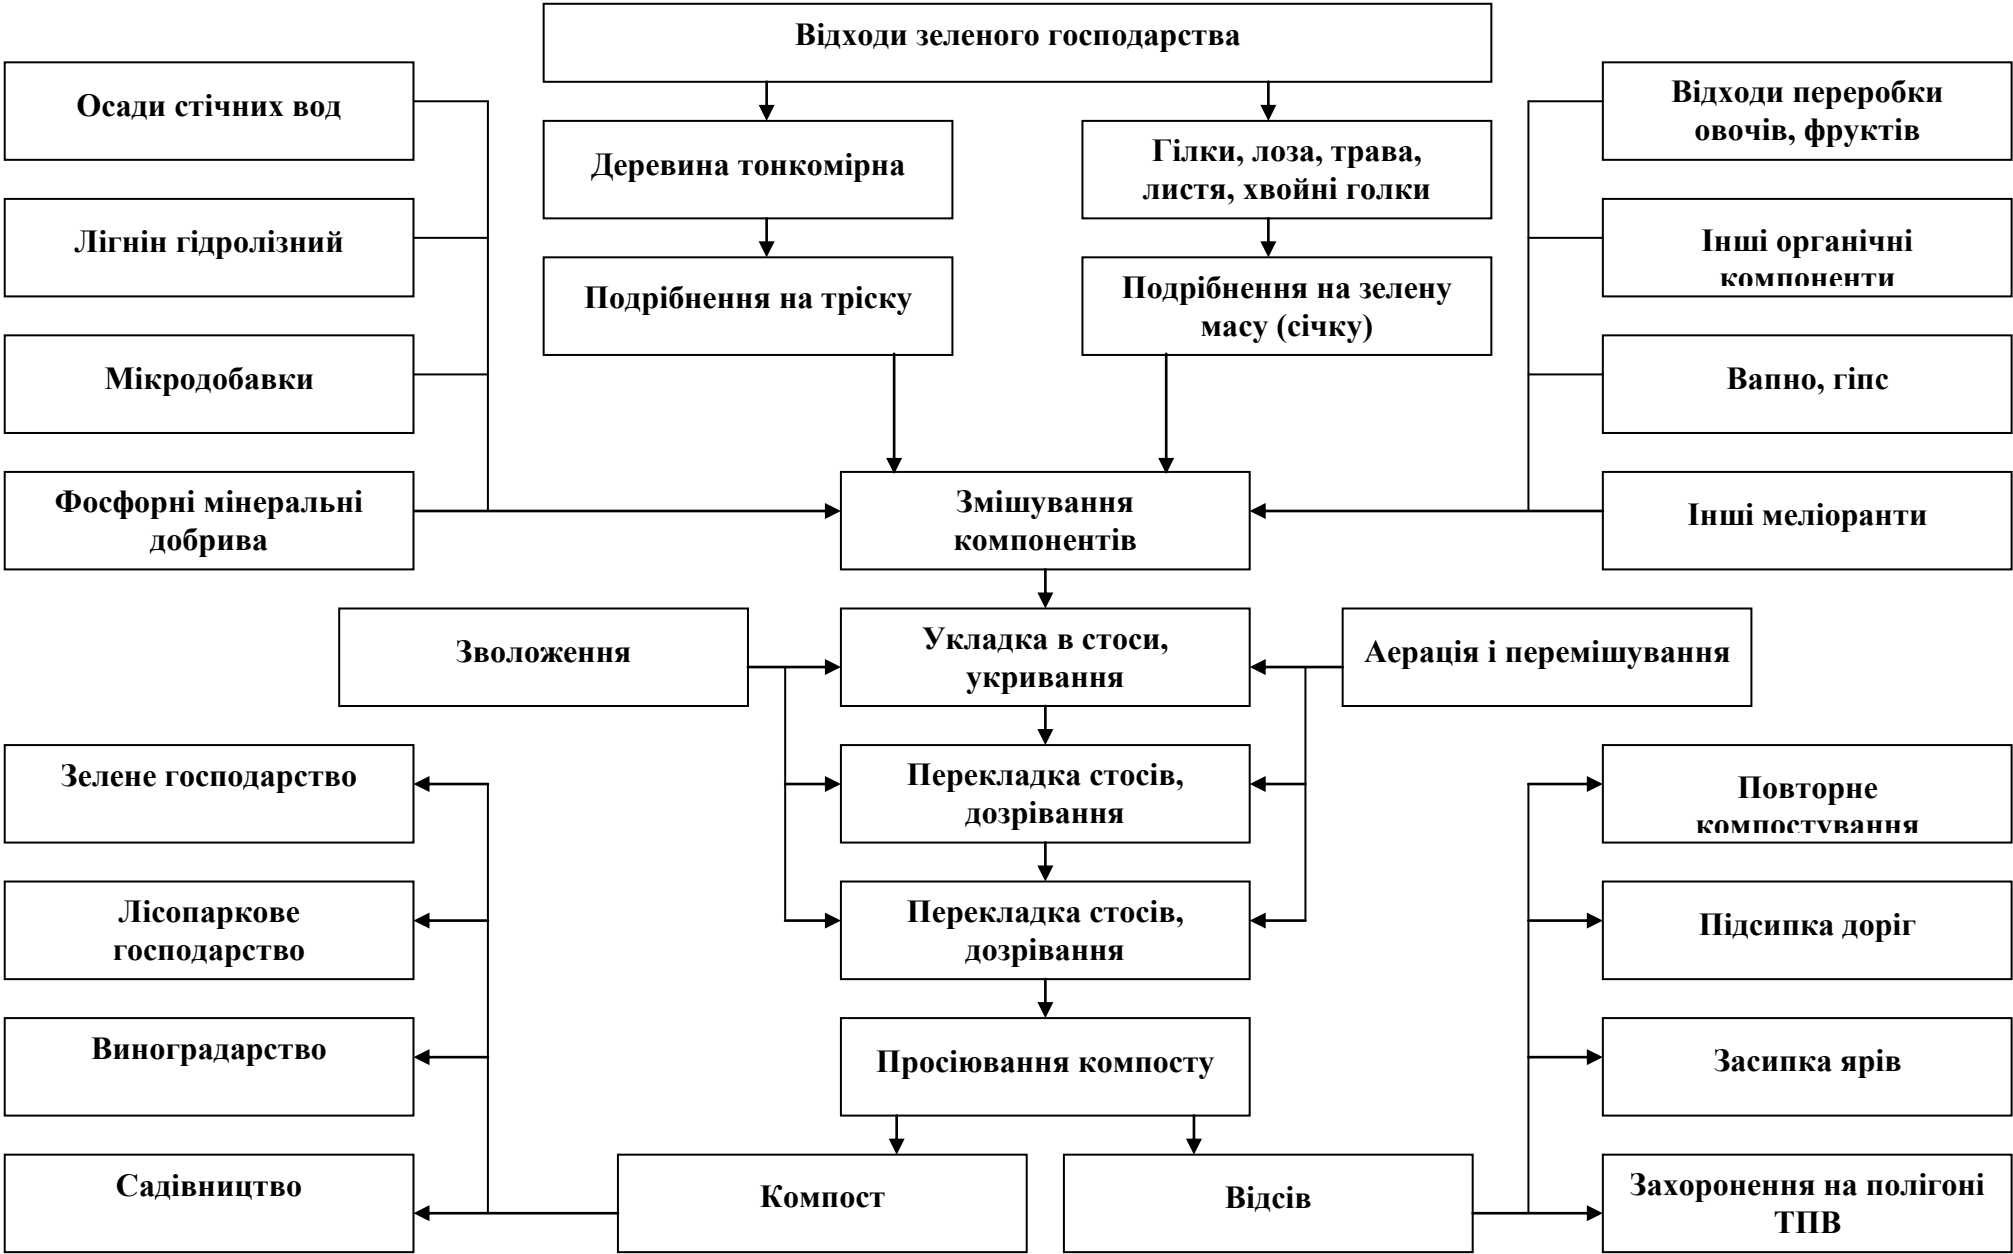 Відходи зеленого господарства
Осади стічних вод
Відходи переробки
овочів, фруктів
Деревина тонкомірна
Гілки, лоза, трава,
листя, хвойні голки
Лігнін гідролізний
Інші органічні
компоненти
Подрібнення на тріску
Подрібнення на зелену
масу (січку)
Мікродобавки
Вапно, гіпс
Фосфорні мінеральні
добрива
Змішування
компонентів
Інші меліоранти
Зволоження
Укладка в стоси,
укривання
Аерація і перемішування
Зелене господарство
Перекладка стосів,
дозрівання
Повторне
компостування
Лісопаркове
господарство
Перекладка стосів,
дозрівання
Підсипка доріг
Виноградарство
Просіювання компосту
Засипка ярів
Садівництво
Компост
Відсів
Захоронення на полігоні
ТПВ